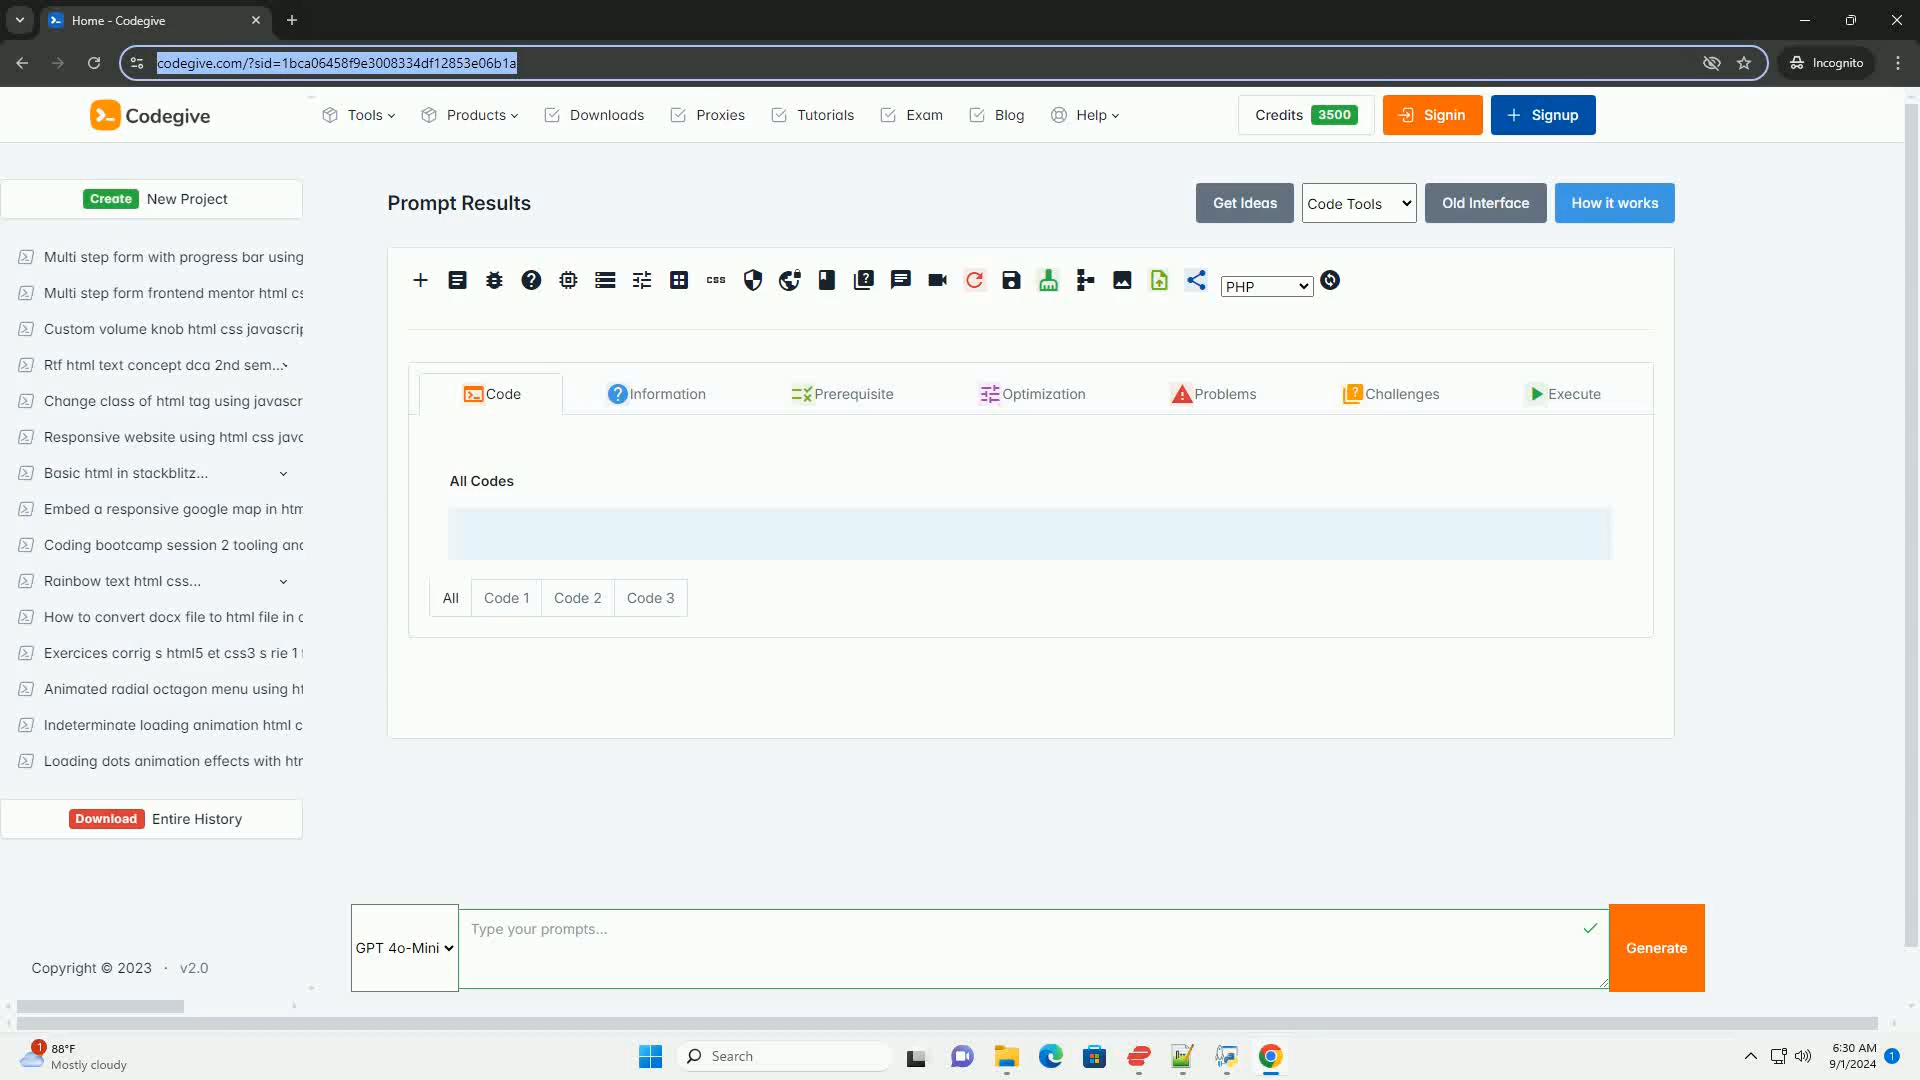 Home - Codegive
codegive.com/?sid=1bca06458f9e3008334df12853e06b1a
Incognito
Codegive
Tools
Products
Downloads
Proxies
Tutorials
Exam
Blog
Help
Credits 3500
Signin
Signup
Create New Project
Multi step form with progress bar using
Multi step form frontend mentor html cs
Custom volume knob html css javascrip
Rtf html text concept dca 2nd sem...
Change class of html tag using javascr
Responsive website using html css java
Basic html in stackblitz...
Embed a responsive google map in htm
Coding bootcamp session 2 tooling and
Rainbow text html css...
How to convert docx file to html file in c
Exercices corrig s html5 et css3 s rie 1
Animated radial octagon menu using ht
Indeterminate loading animation html c
Loading dots animation effects with htr
Download Entire History
Copyright © 2023 · v2.0
Prompt Results
Get Ideas
Code Tools
Old Interface
How it works
CSS
PHP
Code
Information
Prerequisite
Optimization
Problems
Challenges
Execute
All Codes
All
Code 1
Code 2
Code 3
GPT 4o-Mini
Type your prompts...
Generate
1
88°F
Mostly cloudy
Search
6:30 AM
9/1/2024
1